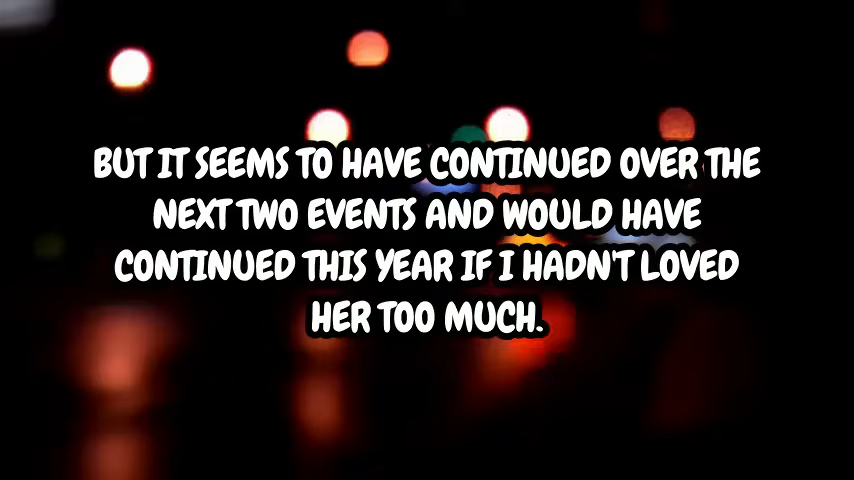 BUT IT SEEMS TO HAVE CONTINUED OVER THE
NEXT TWO EVENTS AND WOULD HAVE
CONTINUED THIS YEAR IF I HADN'T LOVED
HER TOO MUCH.